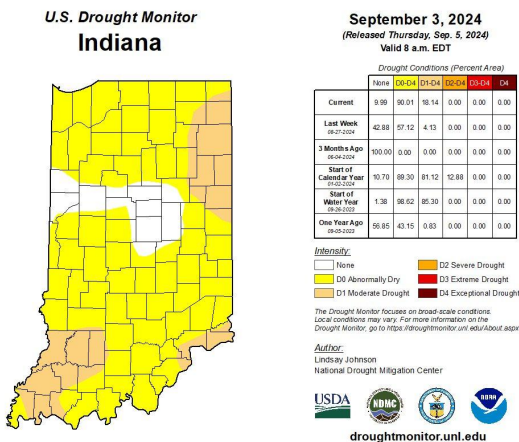 U.S. Drought Monitor
Indiana
September 3, 2024
(Released Thursday, Sep. 5, 2024)
Valid 8 a.m. EDT
Drought Conditions (Percent Area)
None D0-D4 D1-D4 D2-D4 D3-D4 D4
Current 9.99 90.01 18.14 0.00 0.00 0.00
Last Week 08-27-2024 42.88 57.12 4.13 0.00 0.00 0.00
3 Months Ago 06-04-2024 100.00 0.00 0.00 0.00 0.00 0.00
Start of Calendar Year 01-02-2024 10.70 89.30 81.12 12.88 0.00 0.00
Start of Water Year 09-26-2023 1.38 98.62 85.30 0.00 0.00 0.00
One Year Ago 09-05-2023 56.85 43.15 0.83 0.00 0.00 0.00
Intensity:
None
D0 Abnormally Dry
D1 Moderate Drought
D2 Severe Drought
D3 Extreme Drought
D4 Exceptional Drought
The Drought Monitor focuses on broad-scale conditions.
Local conditions may vary. For more information on the
Drought Monitor, go to https://droughtmonitor.unl.edu/About.aspx
Author:
Lindsay Johnson
National Drought Mitigation Center
USDA
NDMC
NOAA
droughtmonitor.unl.edu